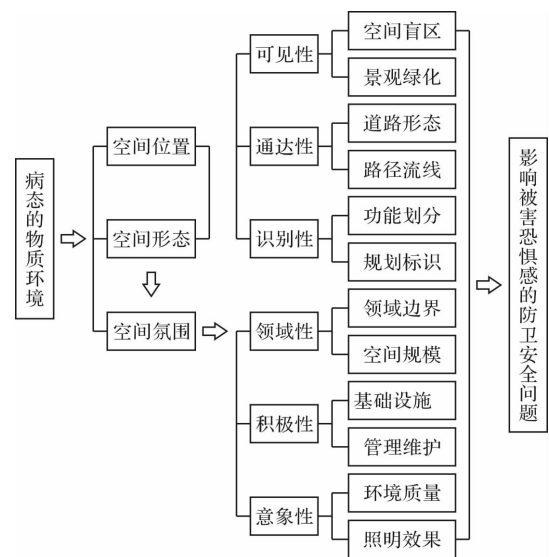 病态的物质环境
空间位置
空间形态
空间氛围
可见性
通达性
识别性
领域性
积极性
意象性
空间盲区
景观绿化
道路形态
路径流线
功能划分
规划标识
领域边界
空间规模
基础设施
管理维护
环境质量
照明效果
影响被害恐惧感的防卫安全问题